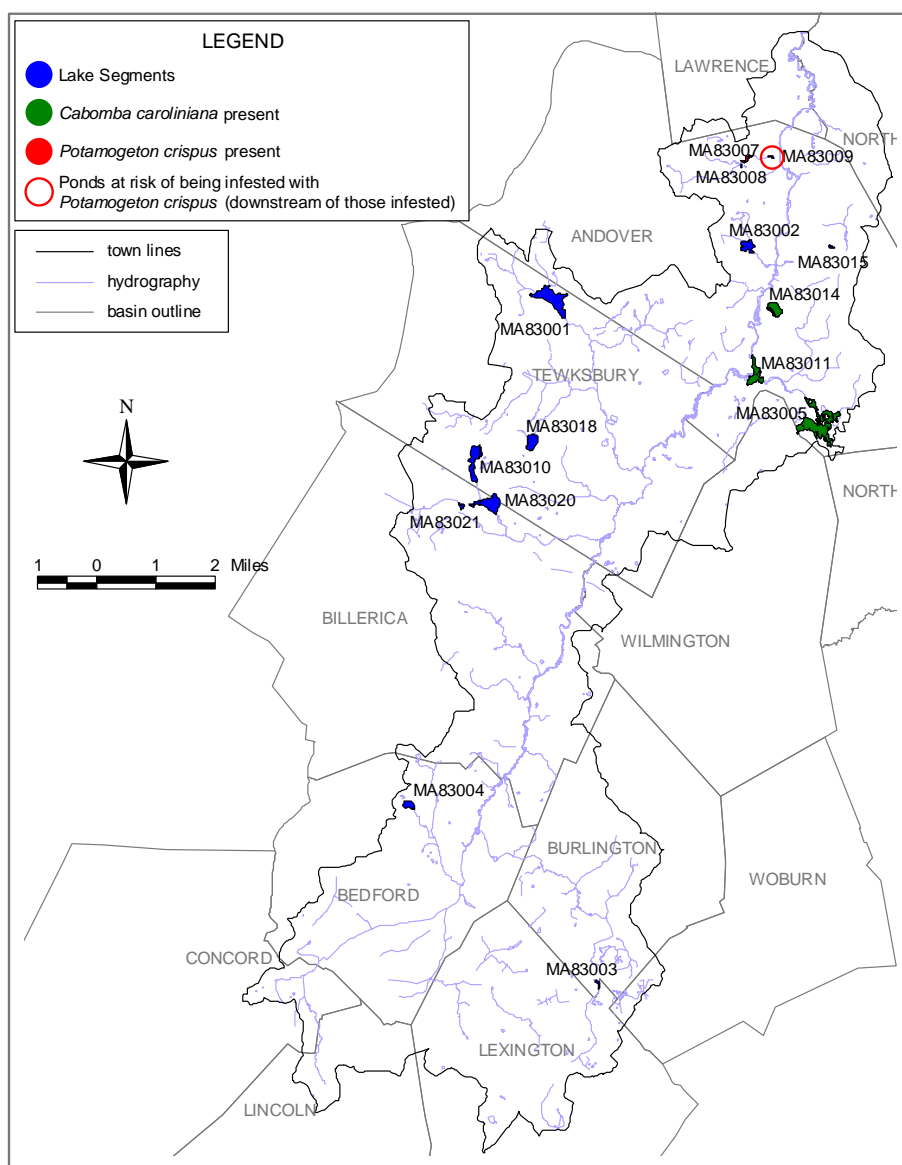 LEGEND
Lake Segments
Cabomba caroliniana present
Potamogeton crispus present
Ponds at risk of being infested with
Potamogeton crispus (downstream of those infested)
town lines
hydrography
basin outline
N
1 0 1 2 Miles
LAWRENCE
NORTH
MA83007
MA83009
MA83008
ANDOVER
MA83002
MA83015
MA83014
MA83001
MA83011
TEWKSBURY
MA83005
MA83018
MA83010
NORTH
MA83020
MA83021
BILLERICA
WILMINGTON
MA83004
BURLINGTON
WOBURN
BEDFORD
CONCORD
MA83003
LEXINGTON
LINCOLN